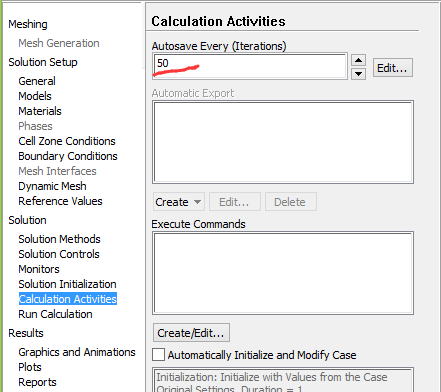 Meshing
Mesh Generation
Solution Setup
General
Models
Materials
Phases
Cell Zone Conditions
Boundary Conditions
Mesh Interfaces
Dynamic Mesh
Reference Values
Solution
Solution Methods
Solution Controls
Monitors
Solution Initialization
Calculation Activities
Run Calculation
Results
Graphics and Animations
Plots
Reports
Calculation Activities
Autosave Every (Iterations)
50
Edit...
Automatic Export
Create
Edit...
Delete
Execute Commands
Create/Edit...
Automatically Initialize and Modify Case
Initialization: Initialize with Values from the Case
Original Settings, Duration = 1